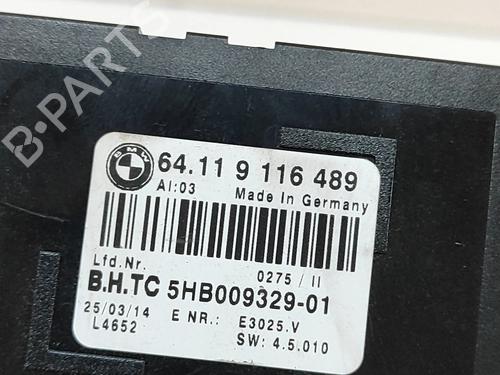 B-PARTS
BMW
64.11 9 116 489
AI:03 Made In Germany
Lfd.Nr. 0275 / II
B.H.TC 5HB009329-01
25/03/14 E NR.: E3025.V
L4652 SW: 4.5.010